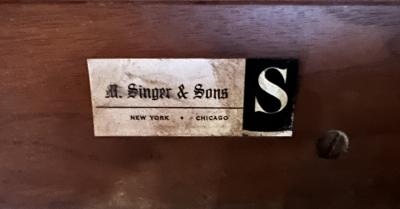 M. Singer & Sons
NEW YORK • CHICAGO
S